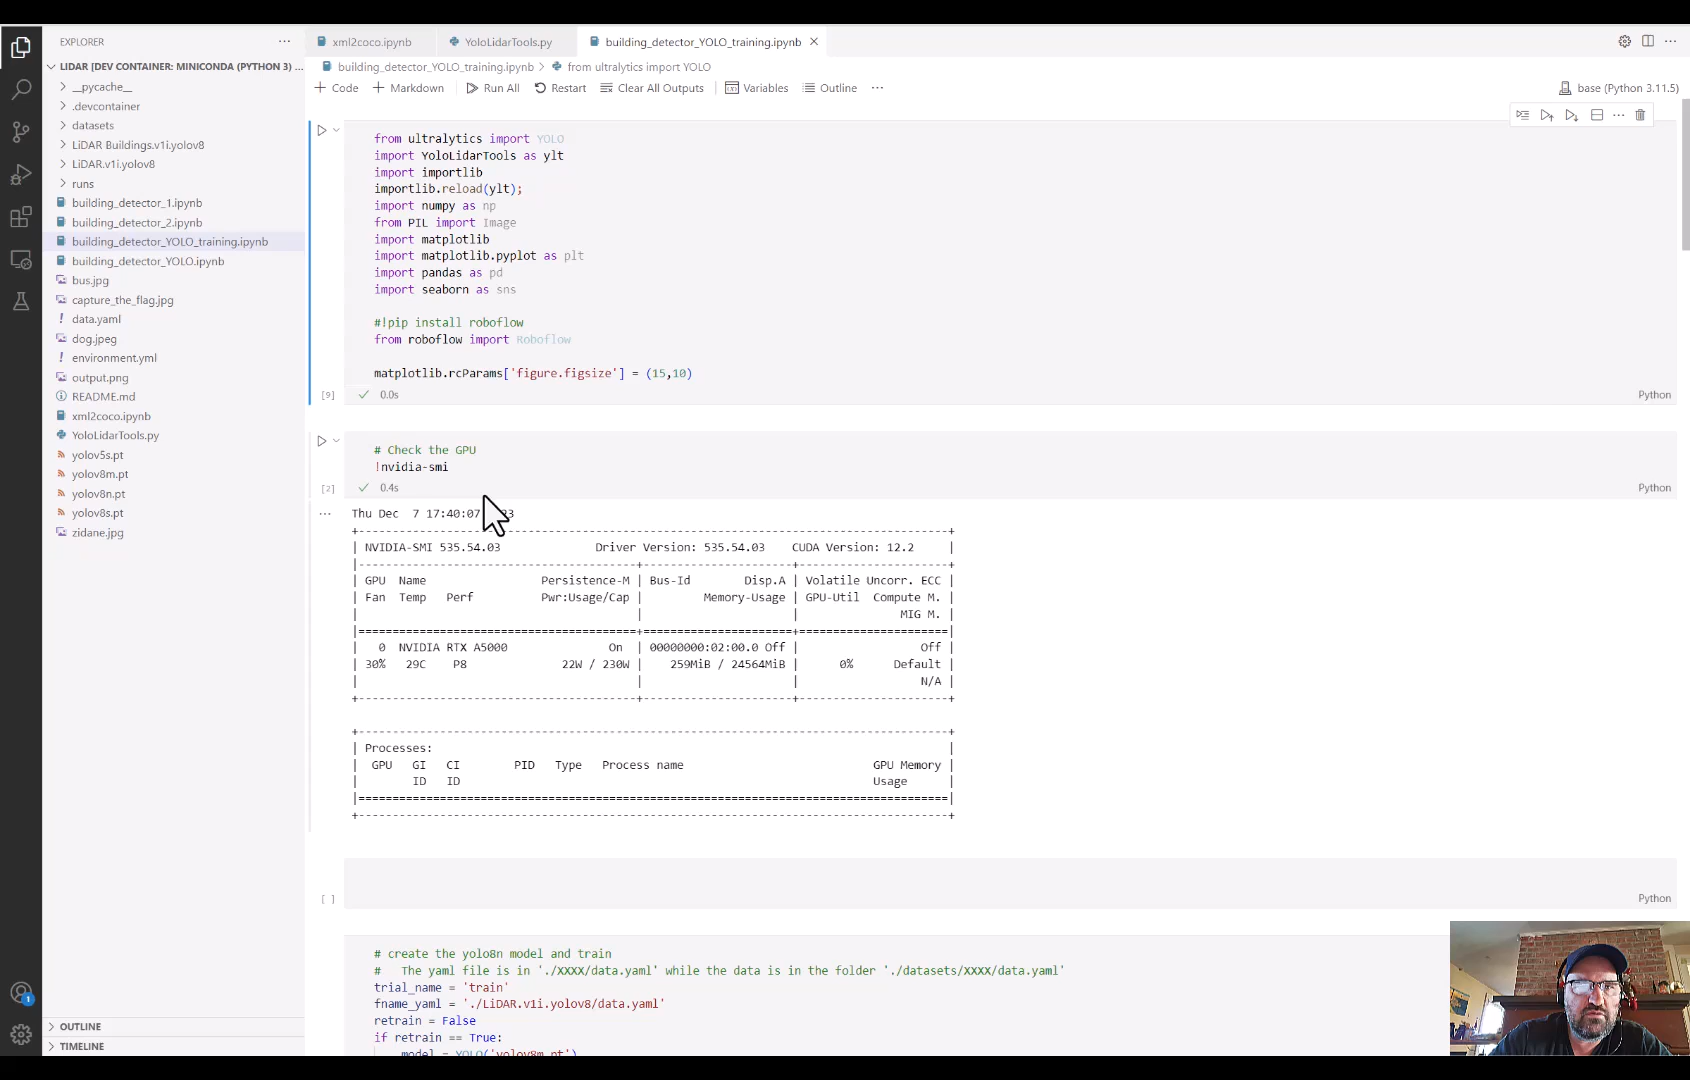 EXPLORER
LIDAR [DEV CONTAINER: MINICONDA (PYTHON 3) ...
__pycache__
.devcontainer
datasets
LiDAR Buildings.v1i.yolov8
LiDAR.v1i.yolov8
runs
building_detector_1.ipynb
building_detector_2.ipynb
building_detector_YOLO_training.ipynb
building_detector_YOLO.ipynb
bus.jpg
capture_the_flag.jpg
data.yaml
dog.jpeg
environment.yml
output.png
README.md
xml2coco.ipynb
YoloLidarTools.py
yolov5s.pt
yolov8m.pt
yolov8n.pt
yolov8s.pt
zidane.jpg
OUTLINE
TIMELINE
1
xml2coco.ipynb YoloLidarTools.py building_detector_YOLO_training.ipynb
building_detector_YOLO_training.ipynb > from ultralytics import YOLO
+ Code + Markdown Run All Restart Clear All Outputs Variables Outline ... base (Python 3.11.5)
from ultralytics import YOLO
import YoloLidarTools as ylt
import importlib
importlib.reload(ylt);
import numpy as np
from PIL import Image
import matplotlib
import matplotlib.pyplot as plt
import pandas as pd
import seaborn as sns
#!pip install roboflow
from roboflow import Roboflow
matplotlib.rcParams['figure.figsize'] = (15,10)
[9] 0.0s Python
# Check the GPU
!nvidia-smi
[2] 0.4s Python
Thu Dec  7 17:40:07 23
+---------------------------------------+----------------------+----------------------+
| NVIDIA-SMI 535.54.03 Driver Version: 535.54.03 CUDA Version: 12.2 |
|---------------------------------------+----------------------+----------------------+
| GPU Name Persistence-M | Bus-Id Disp.A | Volatile Uncorr. ECC |
| Fan Temp Perf Pwr:Usage/Cap | Memory-Usage | GPU-Util Compute M. |
| | | MIG M. |
|=======================================+======================+======================|
| 0 NVIDIA RTX A5000 On | 00000000:02:00.0 Off | Off |
| 30% 29C P8 22W / 230W | 259MiB / 24564MiB | 0% Default |
| | | N/A |
+---------------------------------------+----------------------+----------------------+
+---------------------------------------------------------------------------------------+
| Processes: |
| GPU GI CI PID Type Process name GPU Memory |
| ID ID Usage |
|=======================================================================================|
+---------------------------------------------------------------------------------------+
[ ] Python
# create the yolo8n model and train
#  The yaml file is in './XXXX/data.yaml' while the data is in the folder './datasets/XXXX/data.yaml'
trial_name = 'train'
fname_yaml = './LiDAR.v1i.yolov8/data.yaml'
retrain = False
if retrain == True:
model = YOLO('yolov8m.pt')